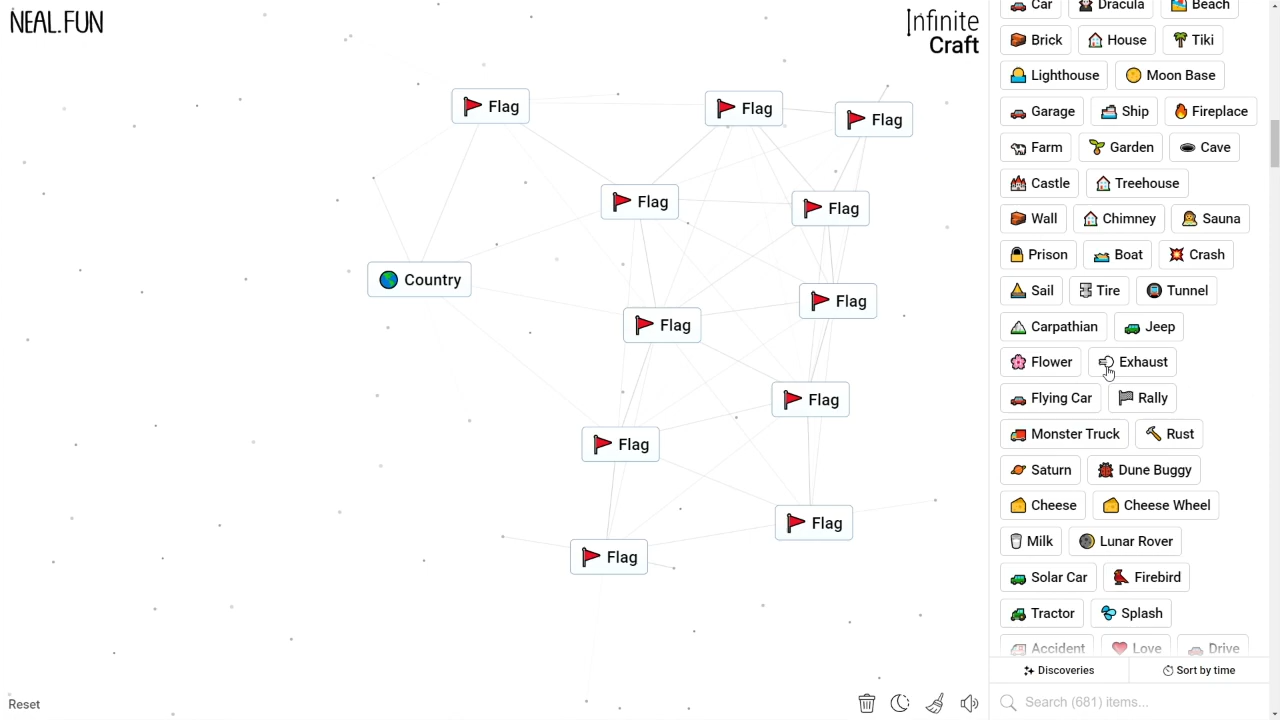 NEAL.FUN
Infinite
Craft
Flag
Flag
Flag
Flag
Flag
Country
Flag
Flag
Flag
Flag
Flag
Flag
Reset
Car Dracula Beach
Brick House Tiki
Lighthouse Moon Base
Garage Ship Fireplace
Farm Garden Cave
Castle Treehouse
Wall Chimney Sauna
Prison Boat Crash
Sail Tire Tunnel
Carpathian Jeep
Flower Exhaust
Flying Car Rally
Monster Truck Rust
Saturn Dune Buggy
Cheese Cheese Wheel
Milk Lunar Rover
Solar Car Firebird
Tractor Splash
Accident Love Drive
Discoveries Sort by time
Search (681) items...